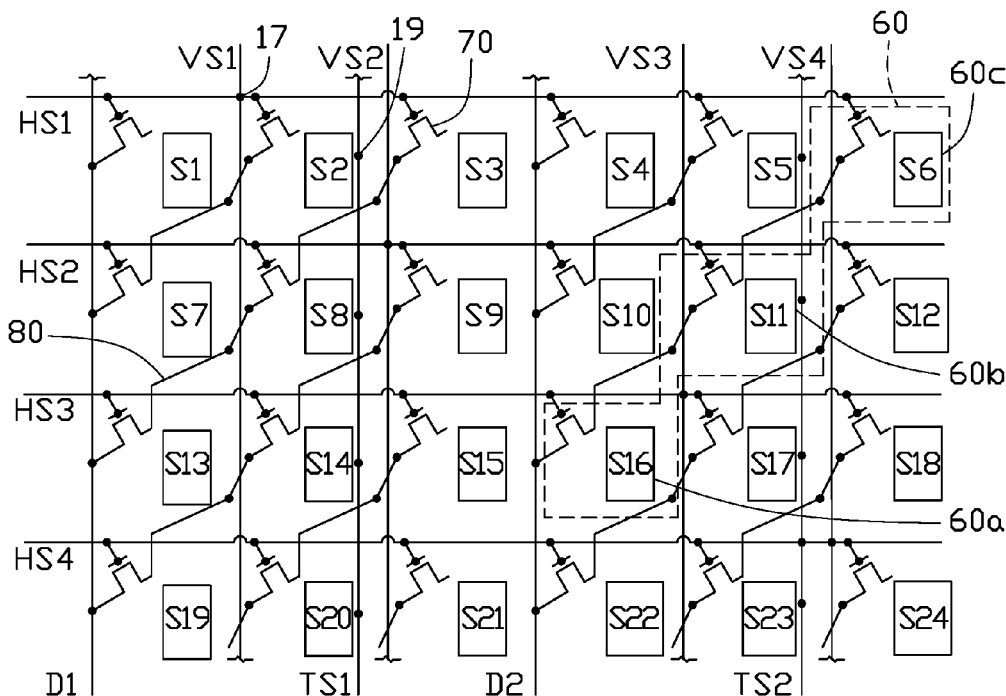 VS1 17 VS2 19 70 VS3 VS4 60 60c
HS1
S1 S2 S3 S4 S5 S6
HS2
S7 S8 S9 S10 S11 S12
80
60b
HS3
S13 S14 S15 S16 S17 S18
60a
HS4
S19 S20 S21 S22 S23 S24
D1 TS1 D2 TS2